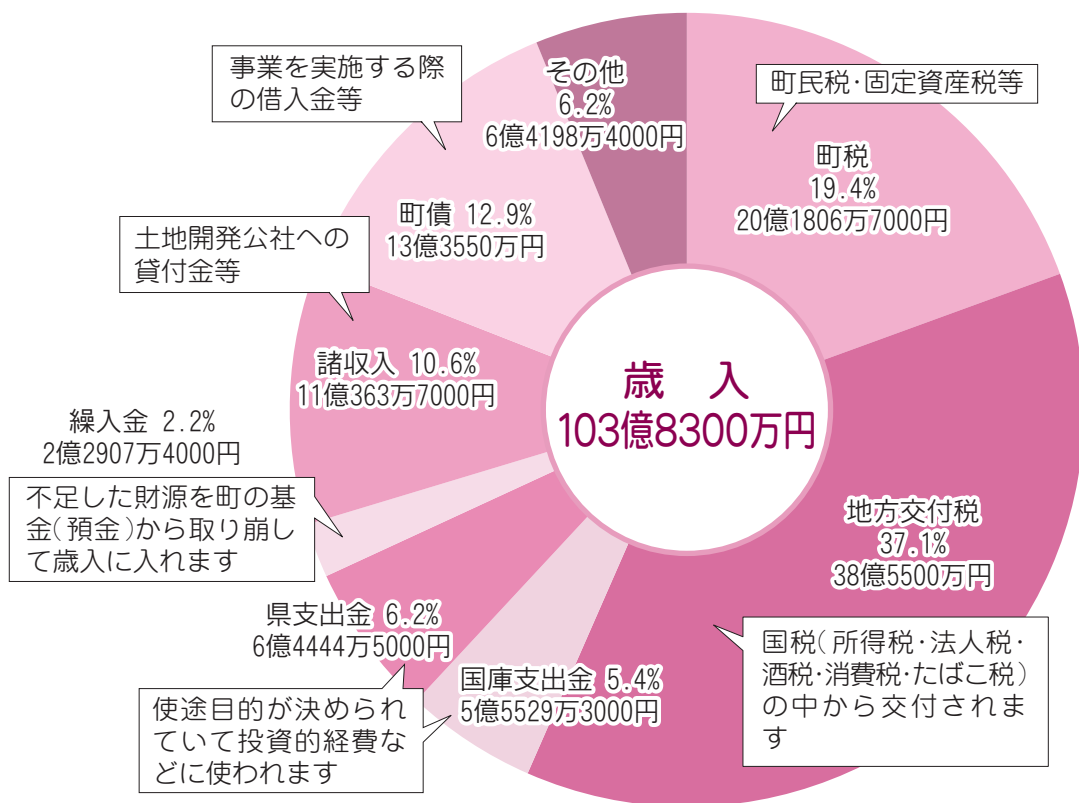 歳入
103億8300万円
町民税・固定資産税等
町税
19.4%
20億1806万7000円
地方交付税
37.1%
38億5500万円
国税(所得税・法人税・
酒税・消費税・たばこ税)
の中から交付されま
す
国庫支出金 5.4%
5億5529万3000円
県支出金 6.2%
6億4444万5000円
使途目的が決められ
ていて投資的経費な
どに使われます
繰入金 2.2%
2億2907万4000円
不足した財源を町の基
金(預金)から取り崩し
て歳入に入れます
諸収入 10.6%
11億363万7000円
土地開発公社への
貸付金等
町債 12.9%
13億3550万円
事業を実施する際
の借入金等
その他
6.2%
6億4198万4000円